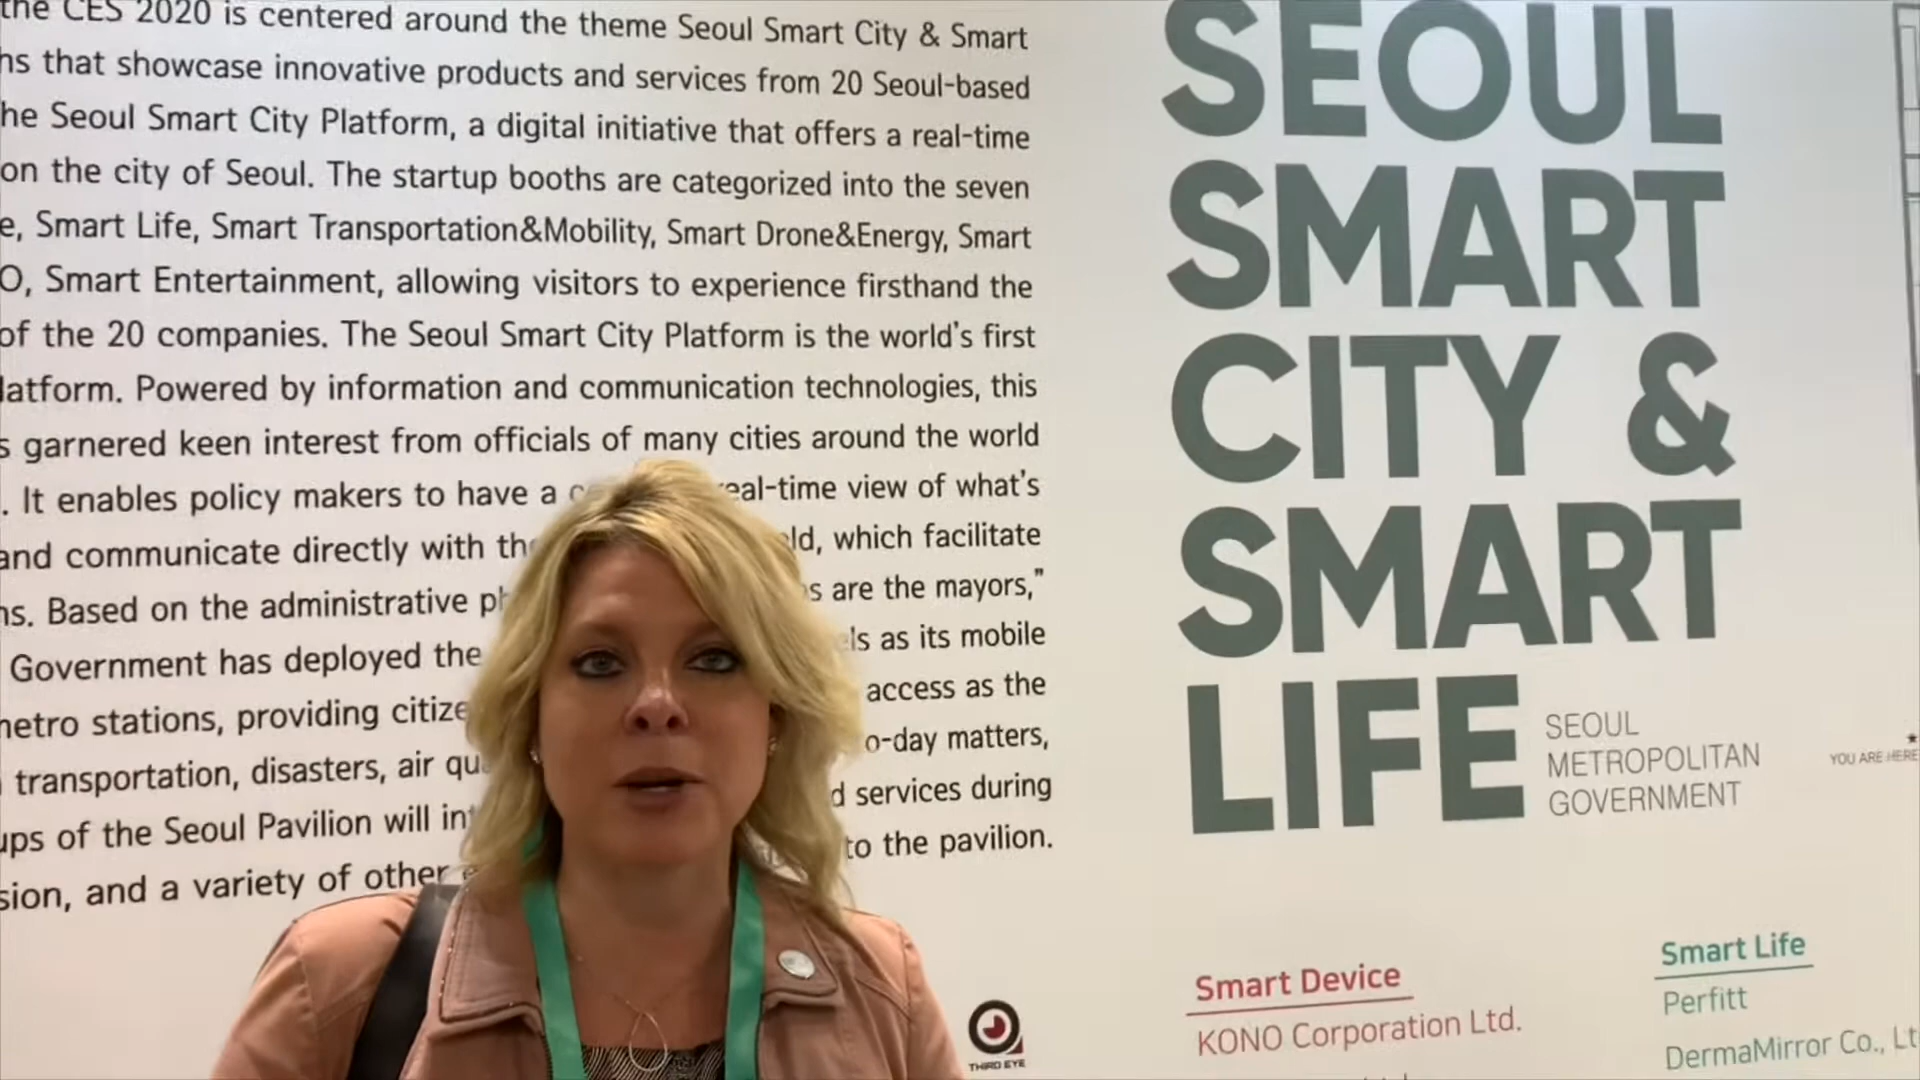 the CES 2020 is centered around the theme Seoul Smart City & Smart
that showcase innovative products and services from 20 Seoul-based
he Seoul Smart City Platform, a digital initiative that offers a real-time
on the city of Seoul. The startup booths are categorized into the seven
e, Smart Life, Smart Transportation&Mobility, Smart Drone&Energy, Smart
O, Smart Entertainment, allowing visitors to experience firsthand the
of the 20 companies. The Seoul Smart City Platform is the world's first
latform. Powered by information and communication technologies, this
s garnered keen interest from officials of many cities around the world
. It enables policy makers to have a real-time view of what's
and communicate directly with the ld, which facilitate
ns. Based on the administrative ph s are the mayors,”
Government has deployed the ls as its mobile
netro stations, providing citize access as the
transportation, disasters, air qu o-day matters,
ups of the Seoul Pavilion will int d services during
sion, and a variety of other to the pavilion.
SEOUL
SMART
CITY &
SMART
LIFE
SEOUL
METROPOLITAN
GOVERNMENT
YOU ARE HERE
Smart Device
KONO Corporation Ltd.
Smart Life
Perfitt
DermaMirror Co., Lt
THIRD EYE